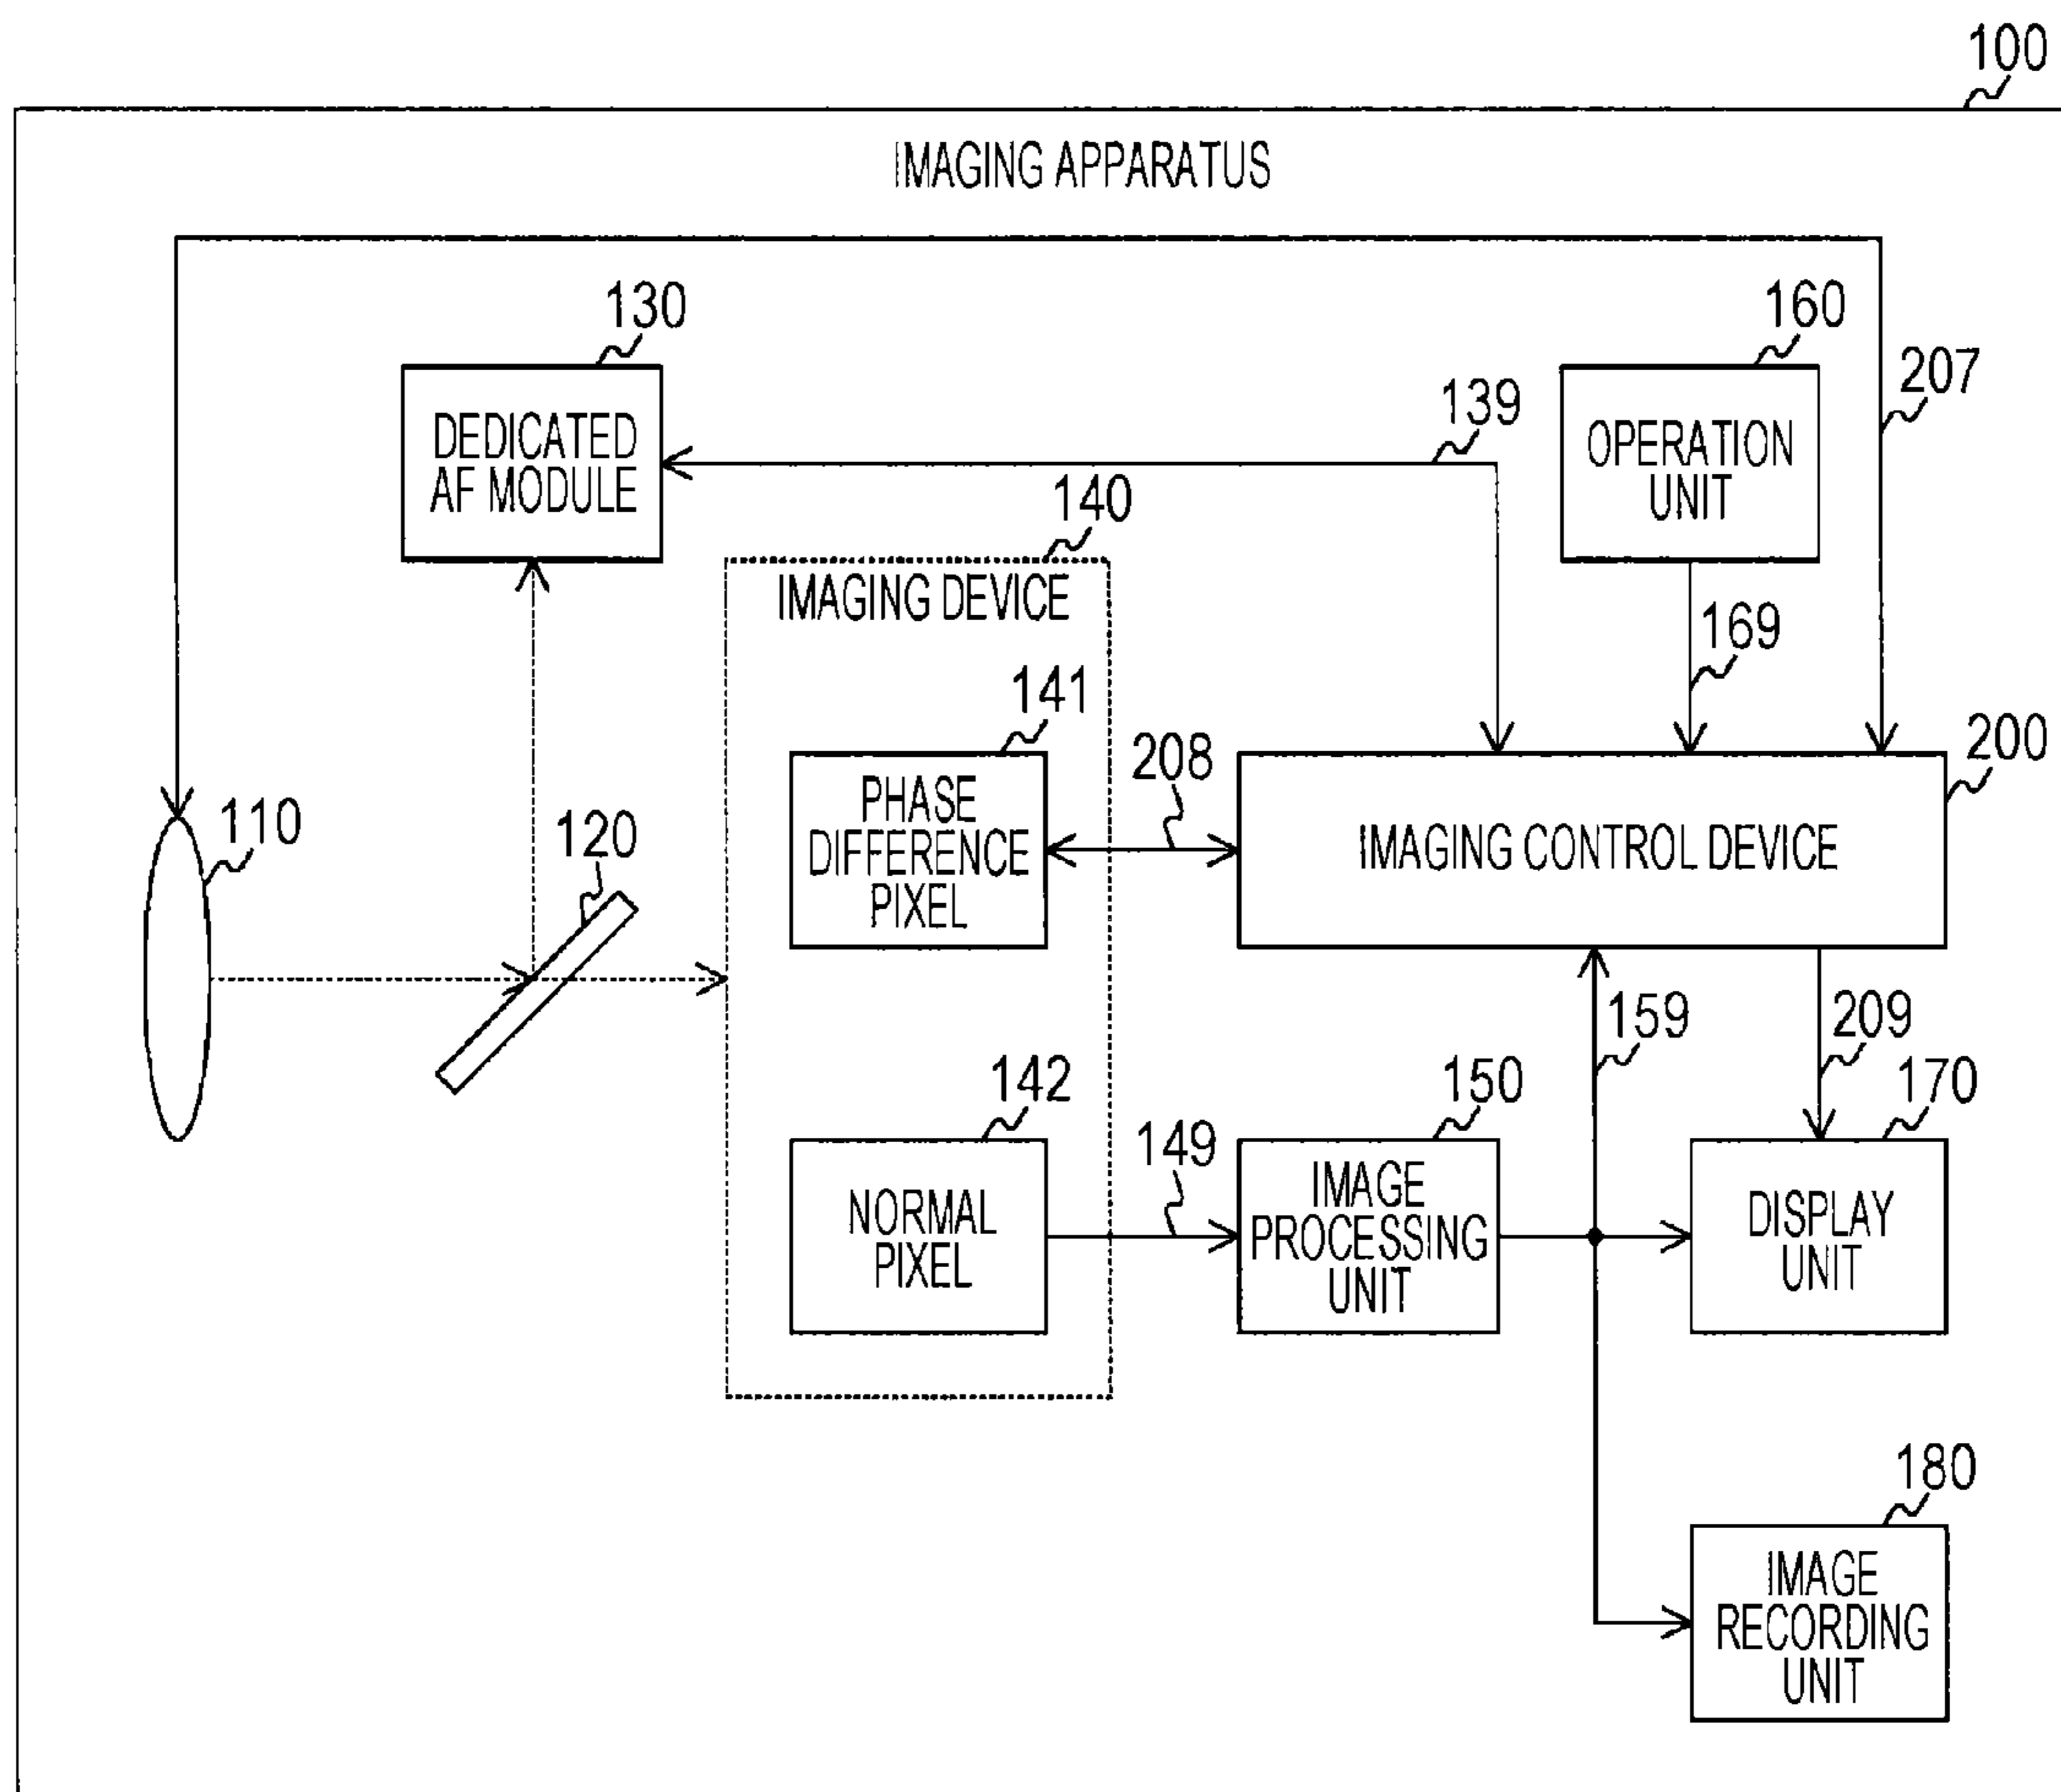 100
IMAGING APPARATUS
130
160
207
139
DEDICATED
AF MODULE
OPERATION
UNIT
140
IMAGING DEVICE
169
141
208
200
110
120
PHASE
DIFFERENCE
PIXEL
IMAGING CONTROL DEVICE
159
209
142
149
150
170
NORMAL
PIXEL
IMAGE
PROCESSING
UNIT
DISPLAY
UNIT
180
IMAGE
RECORDING
UNIT